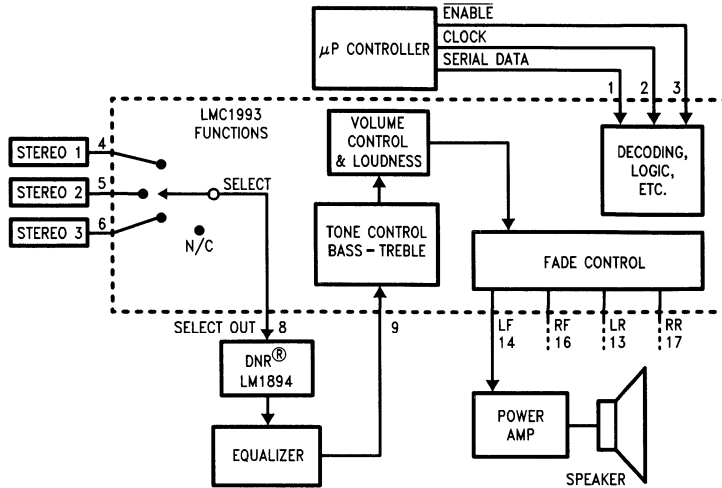 ENABLE
CLOCK
SERIAL DATA
μP CONTROLLER
1 2 3
LMC1993
FUNCTIONS
VOLUME
CONTROL
& LOUDNESS
DECODING,
LOGIC,
ETC.
STEREO 1
4
STEREO 2
5
SELECT
STEREO 3
6
N/C
TONE CONTROL
BASS-TREBLE
FADE CONTROL
SELECT OUT 8
9
LF
14
RF
16
LR
13
RR
17
DNR®
LM1894
EQUALIZER
POWER
AMP
SPEAKER